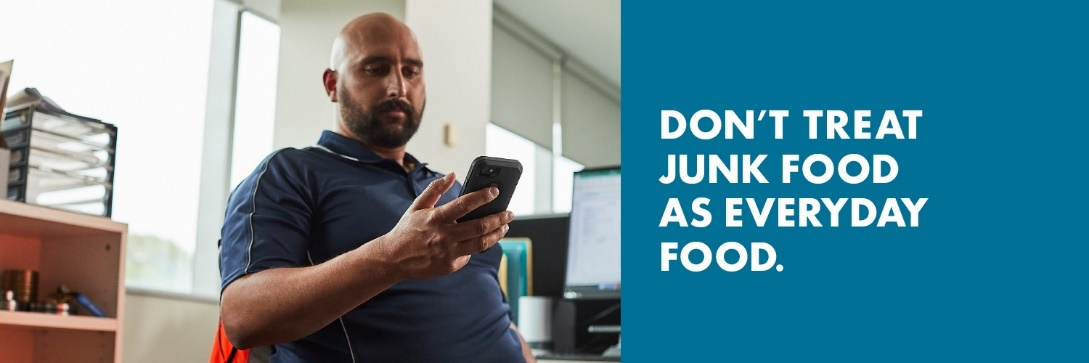 DON'T TREAT
JUNK FOOD
AS EVERYDAY
FOOD.